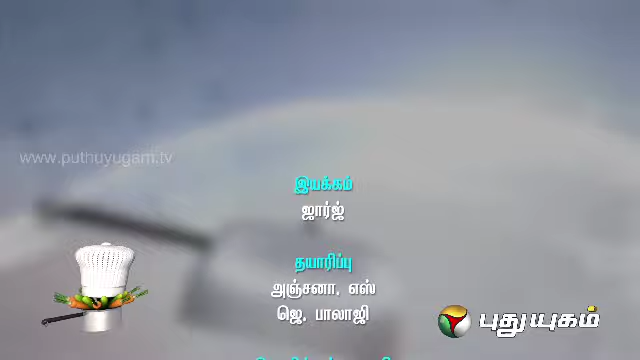 www.puthuyugam.tv
இயக்கம்
ஜார்ஜ்
தயாரிப்பு
அஞ்சனா. எஸ்
ஜெ. பாலாஜி
புதுயுகம்